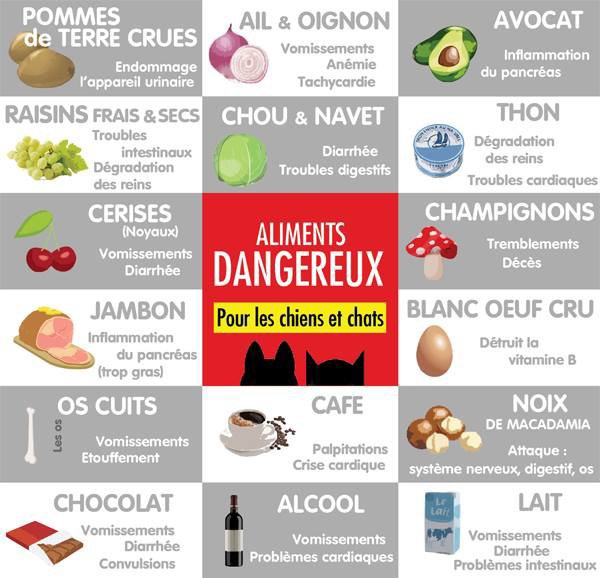 POMMES
de TERRE CRUES
Endommage
l'appareil urinaire
AIL & OIGNON
Vomissements
Anémie
Tachycardie
AVOCAT
Inflammation
du pancréas
RAISINS FRAIS & SECS
Troubles
intestinaux
Dégradation
des reins
CHOU & NAVET
Diarrhée
Troubles digestifs
THON
Dégradation
des reins
Troubles cardiaques
CERISES
(Noyaux)
Vomissements
Diarrhée
ALIMENTS
DANGEREUX
Pour les chiens et chats
CHAMPIGNONS
Tremblements
Décès
JAMBON
Inflammation
du pancréas
(trop gras)
BLANC OEUF CRU
Détruit la
vitamine B
OS CUITS
Les os
Vomissements
Etouffement
CAFE
Palpitations
Crise cardique
NOIX
DE MACADAMIA
Attaque :
système nerveux, digestif, os
CHOCOLAT
Vomissements
Diarrhée
Convulsions
ALCOOL
Vomissements
Problèmes cardiaques
LAIT
Le
Lait
Vomissements
Diarrhée
Problèmes intestinaux